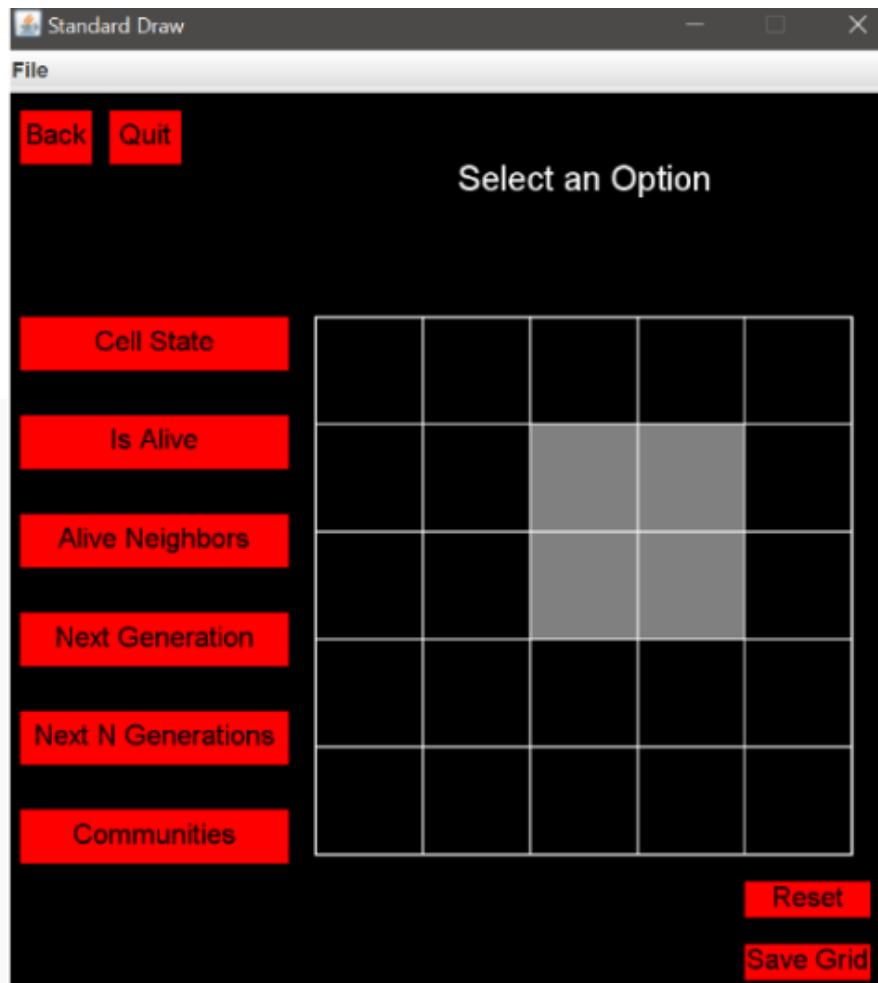 Standard Draw
File
Back Quit
Select an Option
Cell State
Is Alive
Alive Neighbors
Next Generation
Next N Generations
Communities
Reset
Save Grid